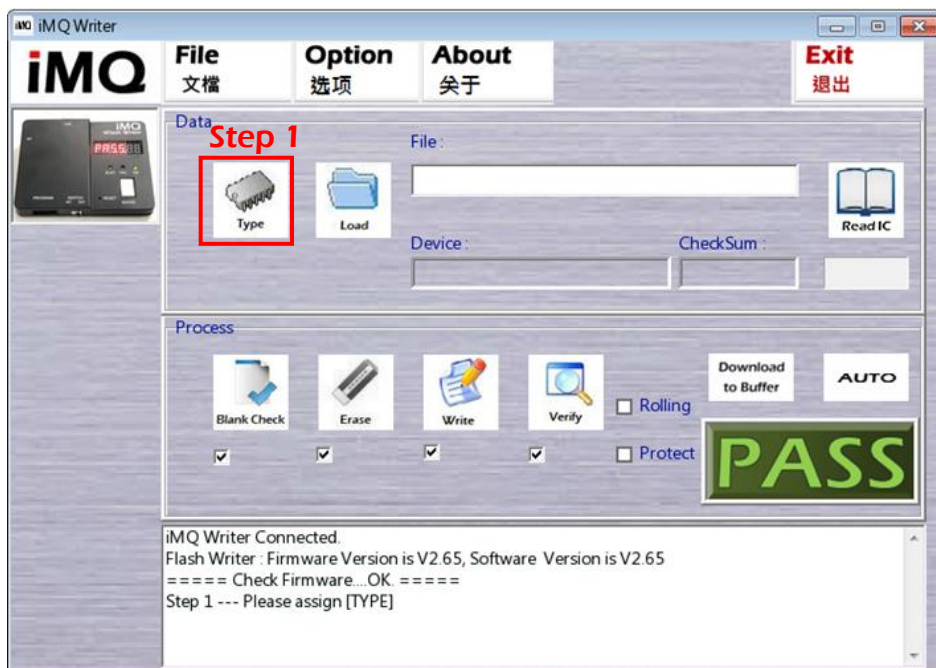 iMQ Writer
iMQ
File
文檔
Option
选项
About
关于
Exit
退出
iMQ
PASS
Data
Step 1
File :
Type
Load
Read IC
Device :
CheckSum :
Process
Blank Check
Erase
Write
Verify
Rolling
Protect
Download
to Buffer
AUTO
PASS
iMQ Writer Connected.
Flash Writer : Firmware Version is V2.65, Software Version is V2.65
===== Check Firmware....OK. =====
Step 1 --- Please assign [TYPE]